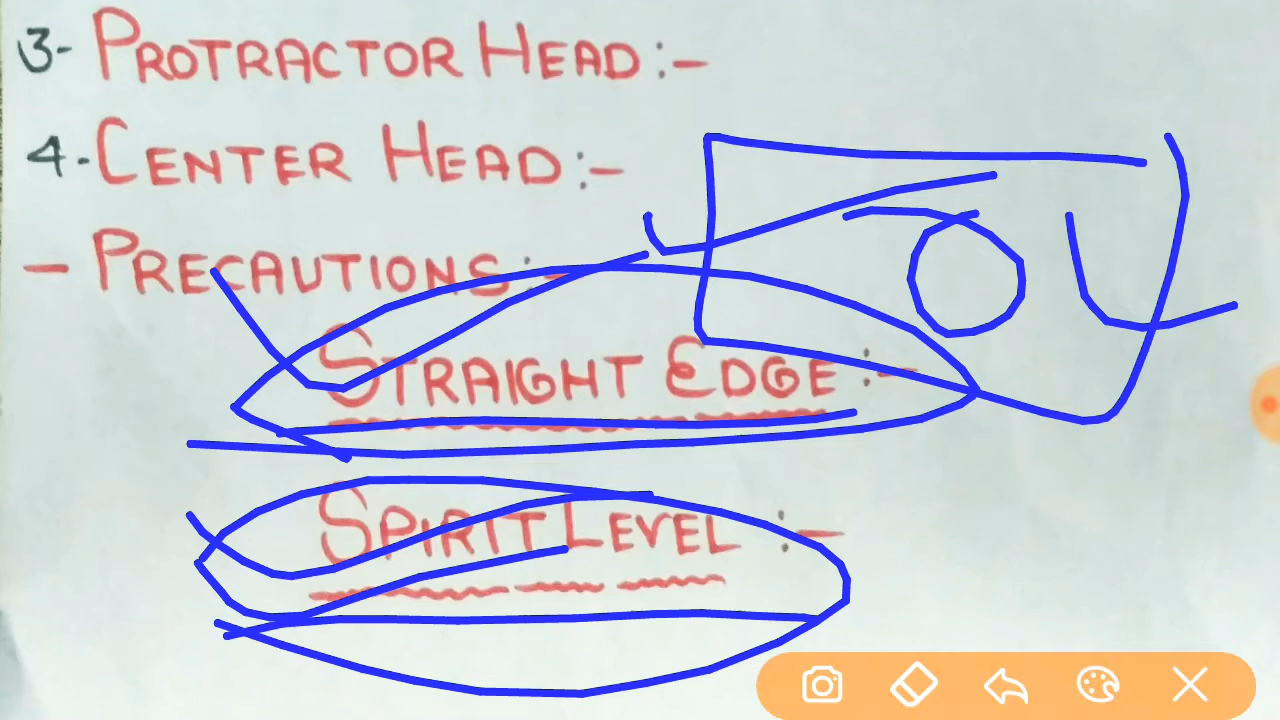 3- PROTRACTOR HEAD:-
4- CENTER HEAD:-
- PRECAUTIONS:-
STRAIGHT EDGE:-
SPIRIT LEVEL:-